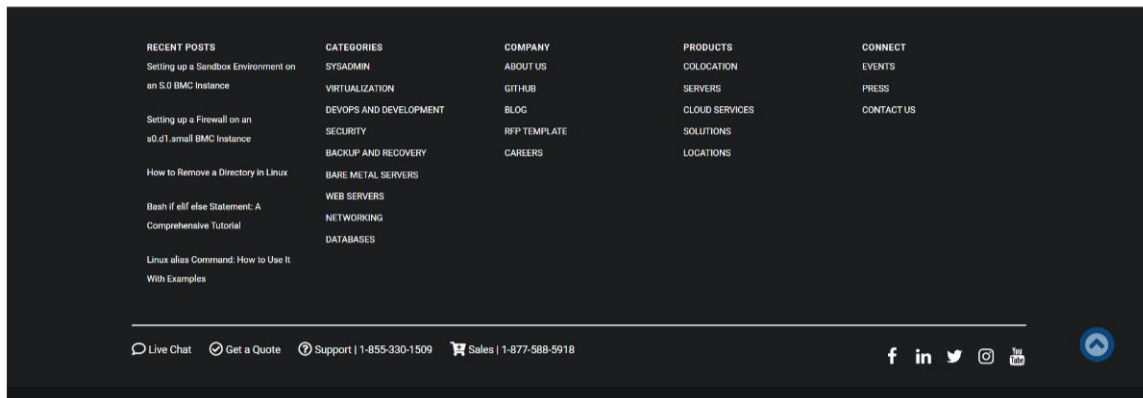 RECENT POSTS
Setting up a Sandbox Environment on
an S.0 BMC Instance
Setting up a Firewall on an
s0.d1.small BMC Instance
How to Remove a Directory in Linux
Bash if elif else Statement: A
Comprehensive Tutorial
Linux alias Command: How to Use It
With Examples
CATEGORIES
SYSADMIN
VIRTUALIZATION
DEVOPS AND DEVELOPMENT
SECURITY
BACKUP AND RECOVERY
BARE METAL SERVERS
WEB SERVERS
NETWORKING
DATABASES
COMPANY
ABOUT US
GITHUB
BLOG
RFP TEMPLATE
CAREERS
PRODUCTS
COLOCATION
SERVERS
CLOUD SERVICES
SOLUTIONS
LOCATIONS
CONNECT
EVENTS
PRESS
CONTACT US
Live Chat Get a Quote Support | 1-855-330-1509 Sales | 1-877-588-5918
f in You Tube